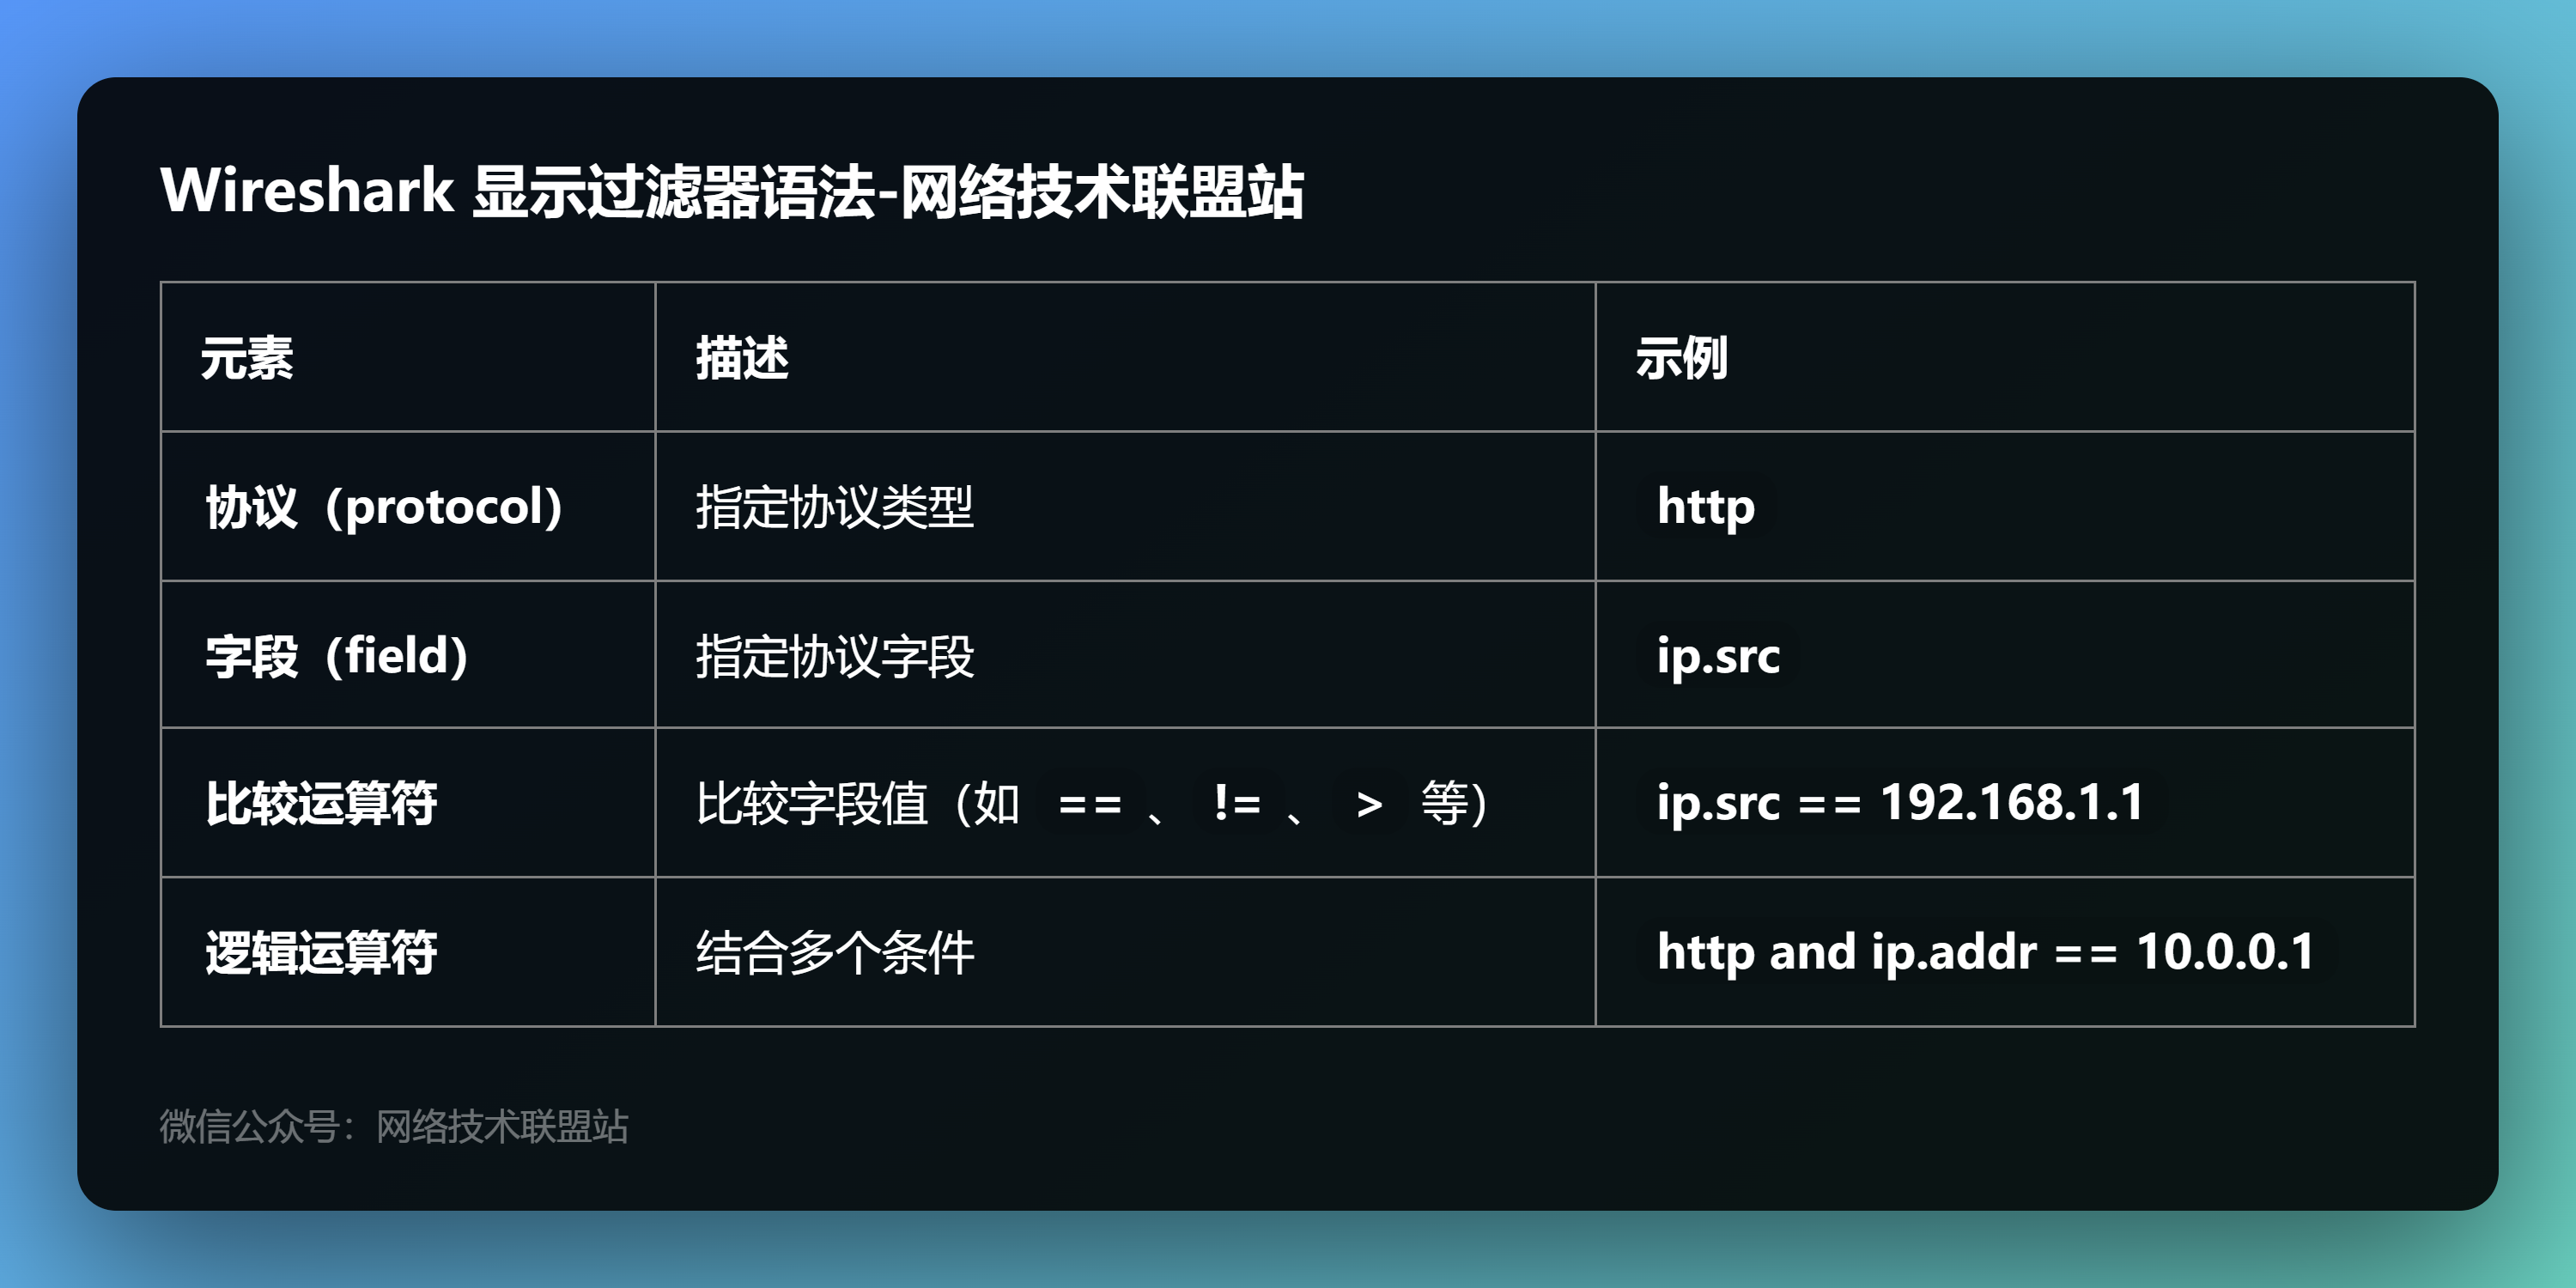 Wireshark 显示过滤器语法-网络技术联盟站
元素 描述 示例
协议（protocol） 指定协议类型 http
字段（field） 指定协议字段 ip.src
比较运算符 比较字段值（如 == 、 != 、 > 等） ip.src == 192.168.1.1
逻辑运算符 结合多个条件 http and ip.addr == 10.0.0.1
微信公众号：网络技术联盟站